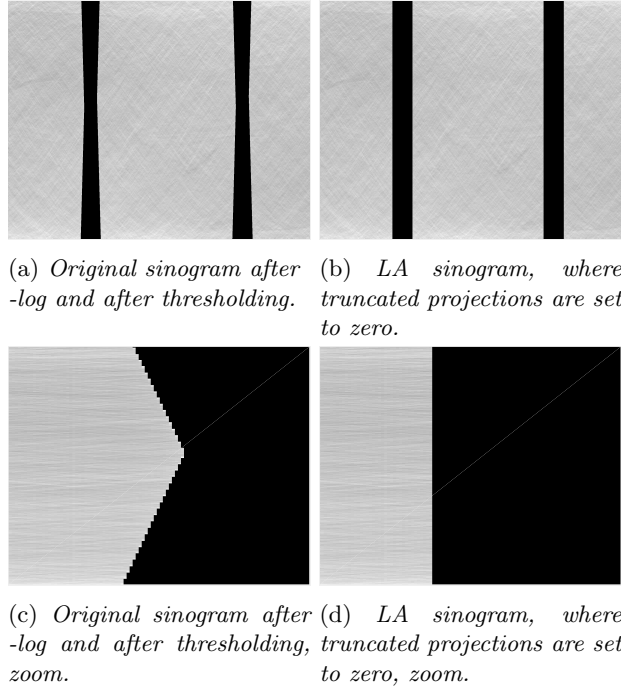 (a) Original sinogram after
-log and after thresholding.
(b) LA sinogram, where
truncated projections are set
to zero.
(c) Original sinogram after
-log and after thresholding,
zoom.
(d) LA sinogram, where
truncated projections are set
to zero, zoom.